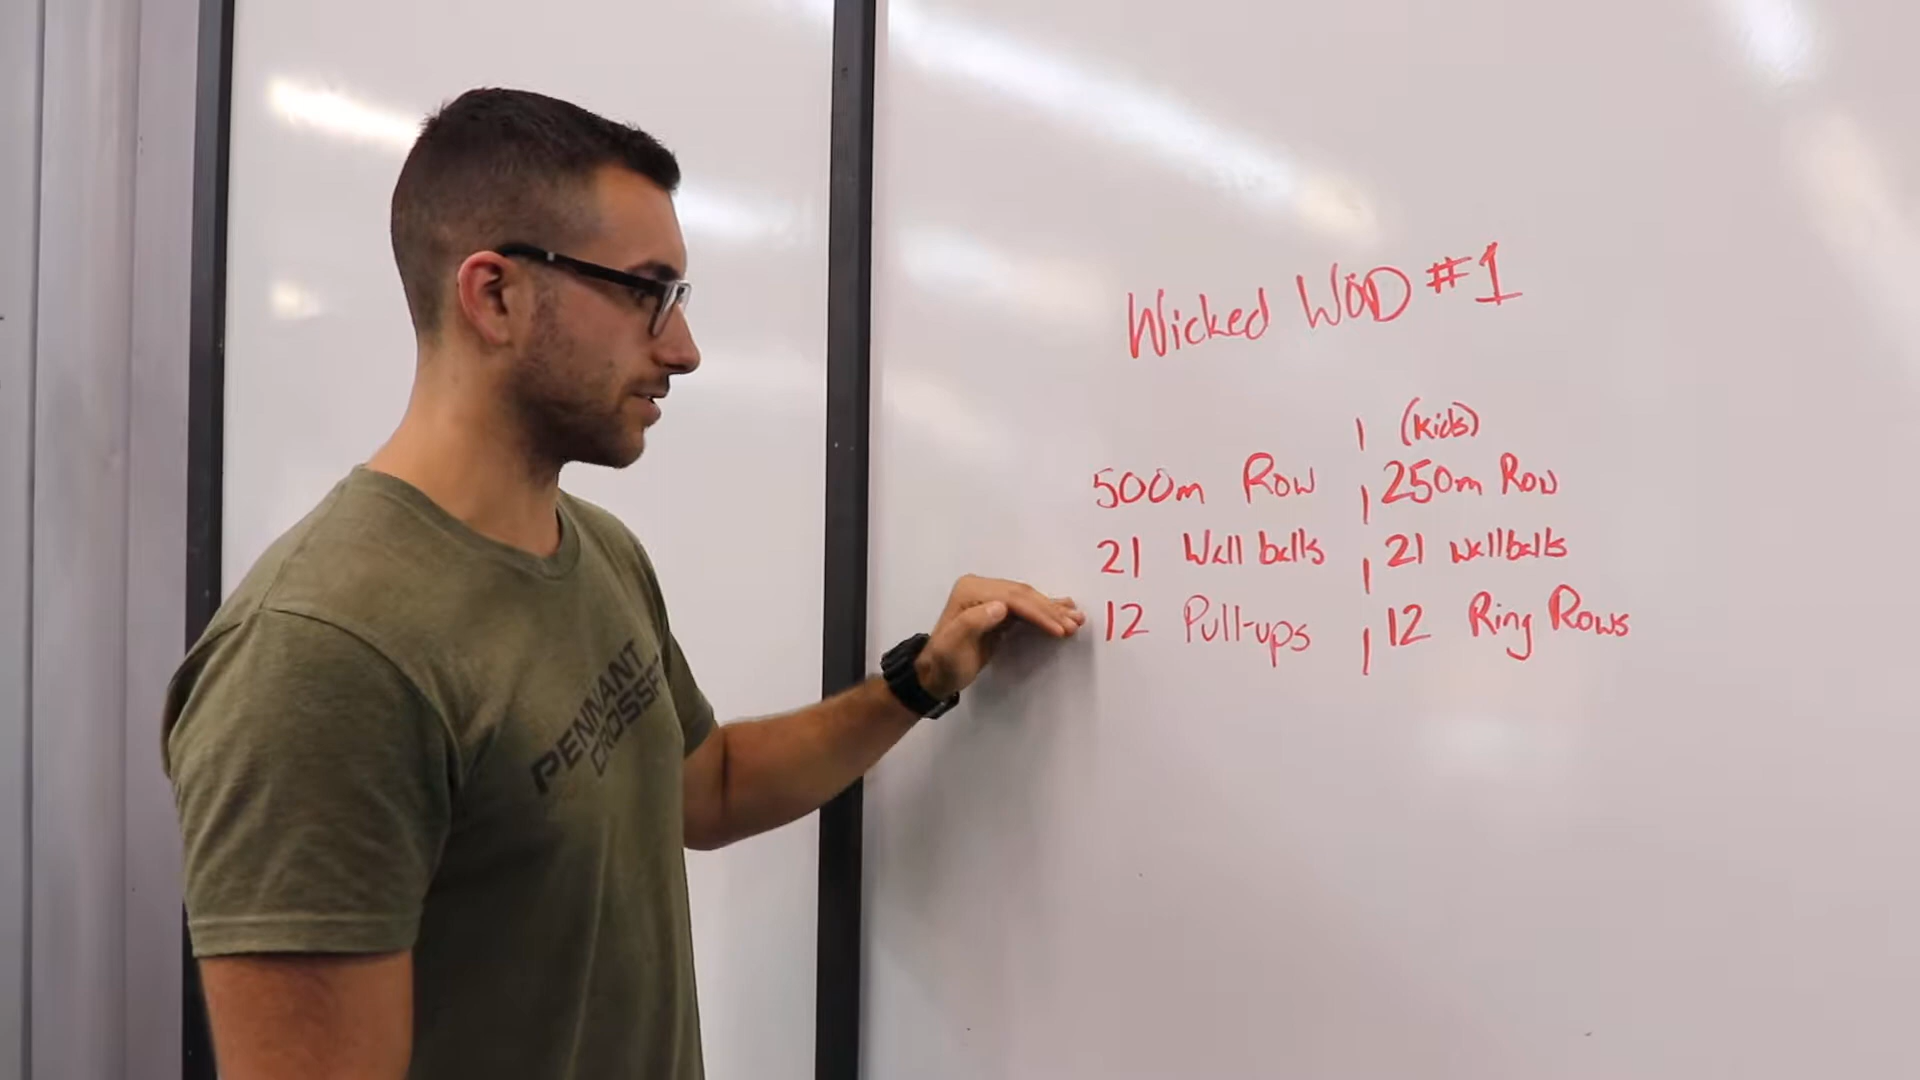 Wicked WOD #1
(kids)
500m Row | 250m Row
21 Wall balls | 21 wallballs
12 Pull-ups | 12 Ring Rows
PENNANT
CROSSF